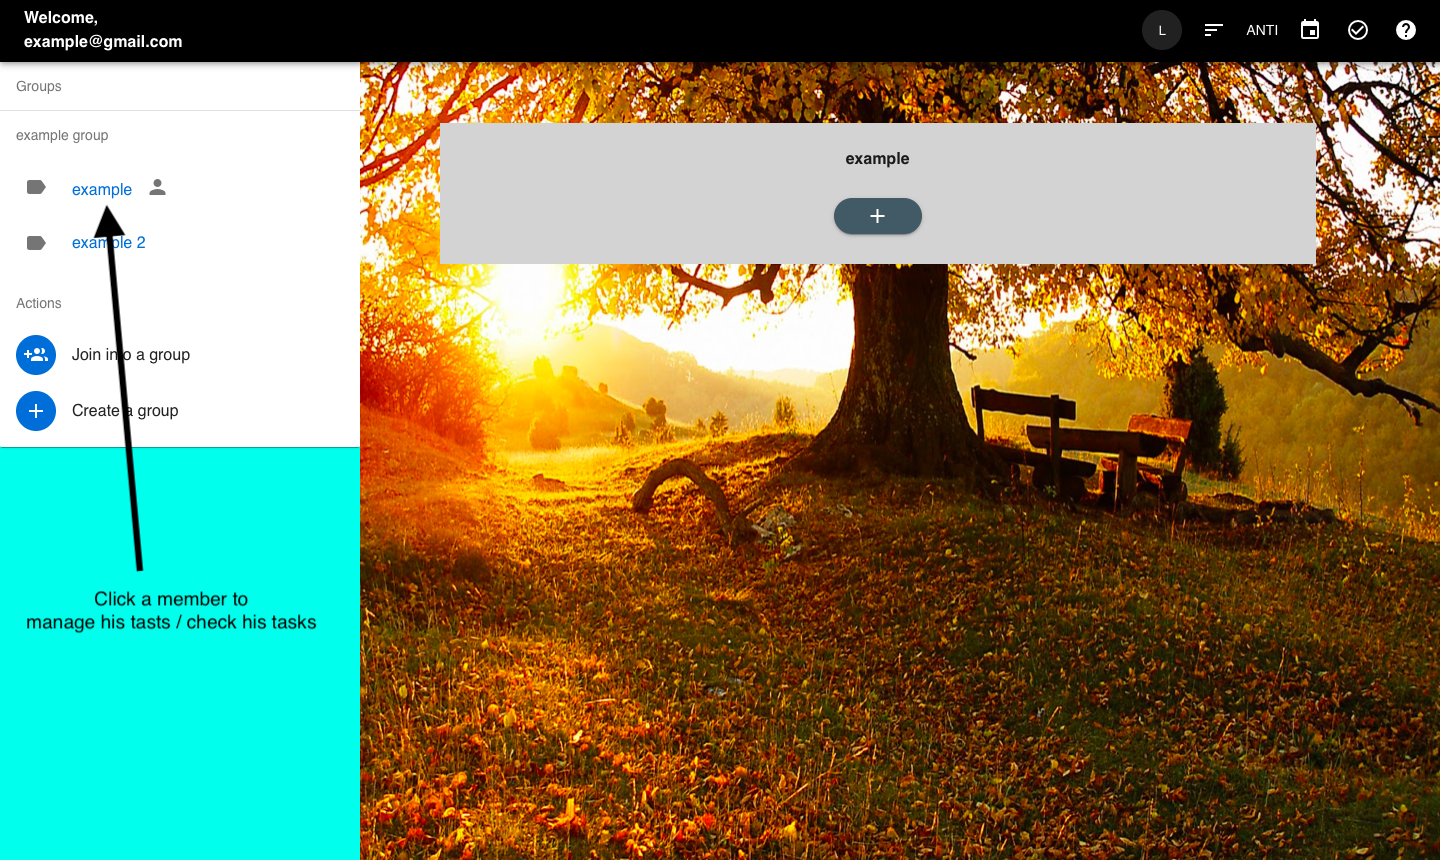 Welcome,
example@gmail.com
L
ANTI
Groups
example group
example
example 2
Actions
Join into a group
Create a group
Click a member to
manage his tasts / check his tasks
example